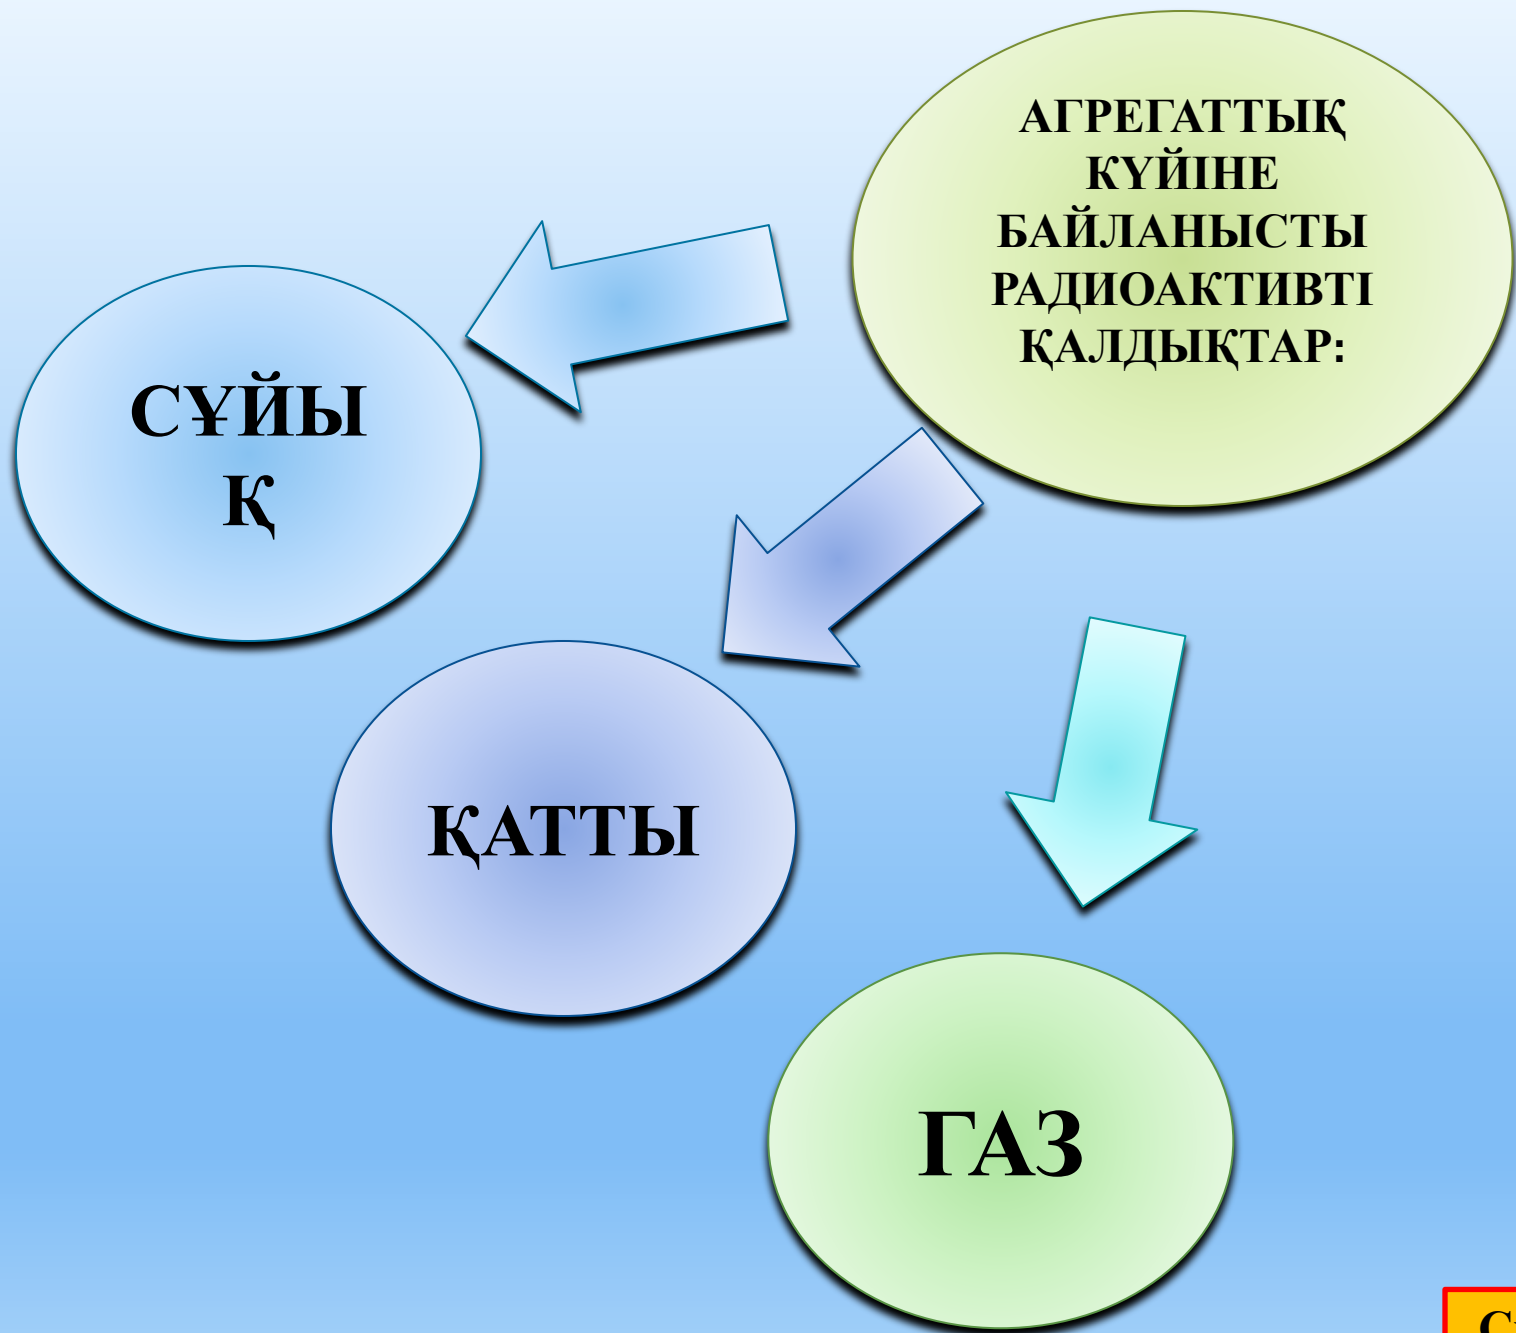 АГРЕГАТТЫҚ
КҮЙІНЕ
БАЙЛАНЫСТЫ
РАДИОАКТИВТІ
ҚАЛДЫҚТАР:
СҰЙЫ
Қ
ҚАТТЫ
ГАЗ